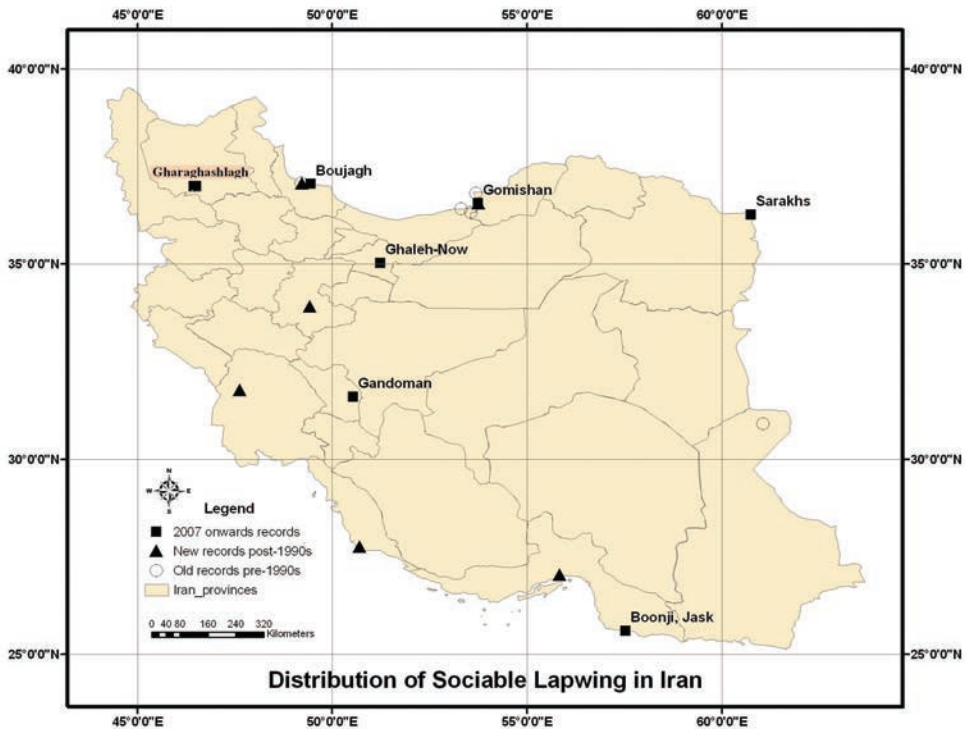 45°0'0"E 50°0'0"E 55°0'0"E 60°0'0"E
40°0'0"N 40°0'0"N
Gharaghashlagh
Boujagh
Gomishan
Sarakhs
Ghaleh-Now
35°0'0"N 35°0'0"N
Gandoman
30°0'0"N 30°0'0"N
N
W E
S
Legend
2007 onwards records
New records post-1990s
Old records pre-1990s
Iran_provinces
0 40 80 160 240 320
Kilometers
Boonji, Jask
25°0'0"N 25°0'0"N
Distribution of Sociable Lapwing in Iran
45°0'0"E 50°0'0"E 55°0'0"E 60°0'0"E